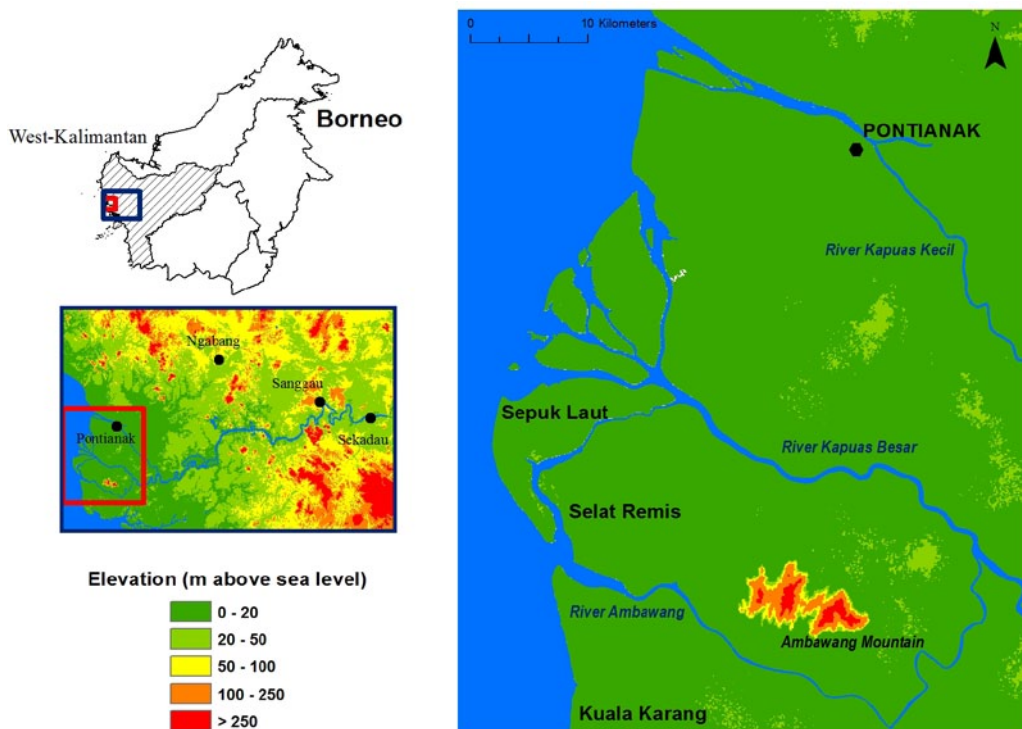 Borneo
West-Kalimantan
Ngabang
Sanggau
Sekadau
Pontianak
Elevation (m above sea level)
0 - 20
20 - 50
50 - 100
100 - 250
> 250
0 10 Kilometers
N
PONTIANAK
River Kapuas Kecil
Sepuk Laut
River Kapuas Besar
Selat Remis
River Ambawang
Ambawang Mountain
Kuala Karang